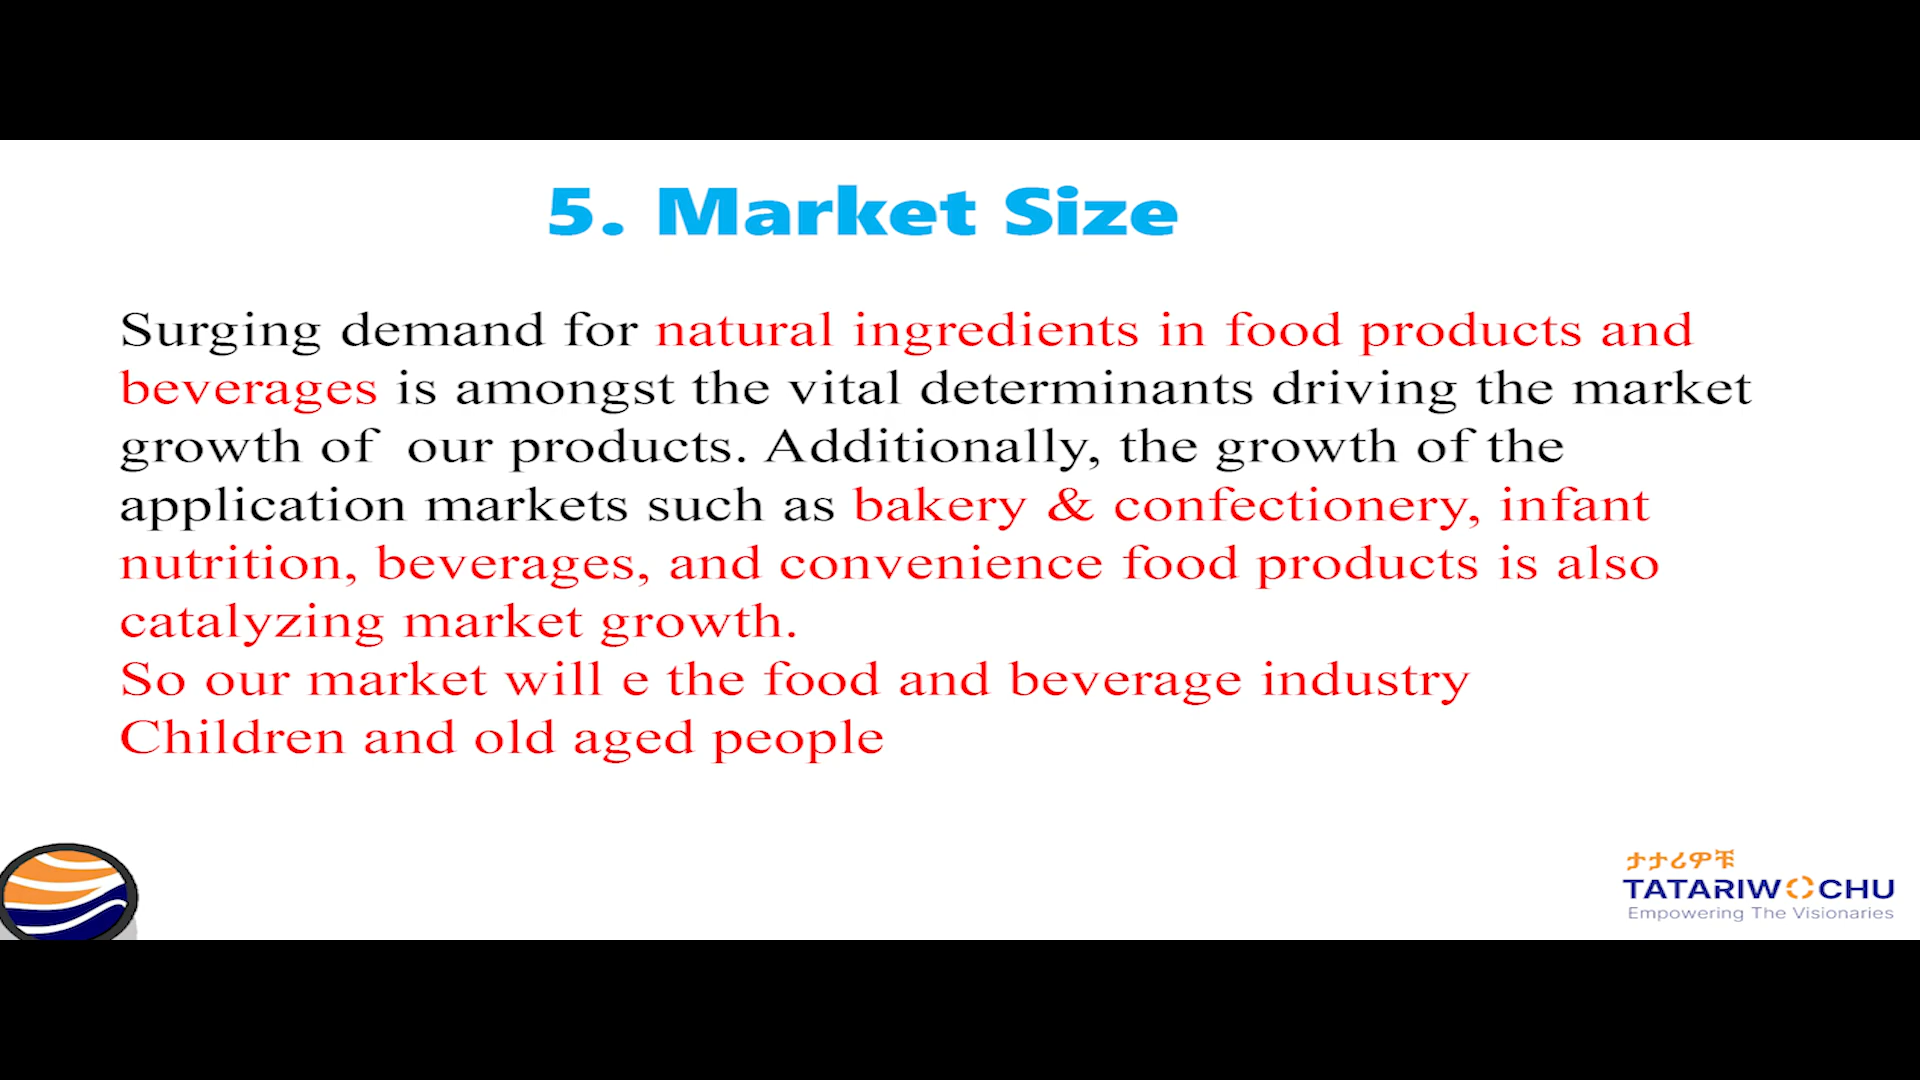 5. Market Size
Surging demand for natural ingredients in food products and
beverages is amongst the vital determinants driving the market
growth of our products. Additionally, the growth of the
application markets such as bakery & confectionery, infant
nutrition, beverages, and convenience food products is also
catalyzing market growth.
So our market will e the food and beverage industry
Children and old aged people
ታታሪዎቹ
TATARIWOCHU
Empowering The Visionaries